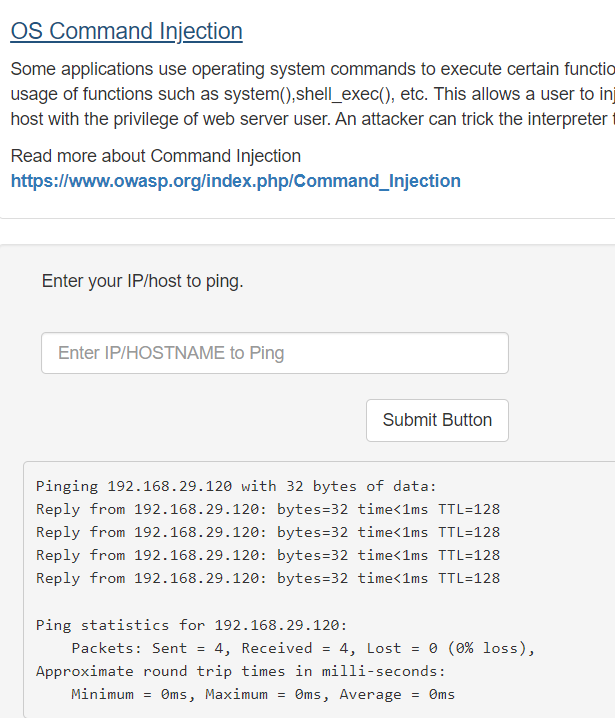 OS Command Injection
Some applications use operating system commands to execute certain functio
usage of functions such as system(),shell_exec(), etc. This allows a user to inj
host with the privilege of web server user. An attacker can trick the interpreter t
Read more about Command Injection
https://www.owasp.org/index.php/Command_Injection
Enter your IP/host to ping.
Enter IP/HOSTNAME to Ping
Submit Button
Pinging 192.168.29.120 with 32 bytes of data:
Reply from 192.168.29.120: bytes=32 time<1ms TTL=128
Reply from 192.168.29.120: bytes=32 time<1ms TTL=128
Reply from 192.168.29.120: bytes=32 time<1ms TTL=128
Reply from 192.168.29.120: bytes=32 time<1ms TTL=128
Ping statistics for 192.168.29.120:
Packets: Sent = 4, Received = 4, Lost = 0 (0% loss),
Approximate round trip times in milli-seconds:
Minimum = 0ms, Maximum = 0ms, Average = 0ms